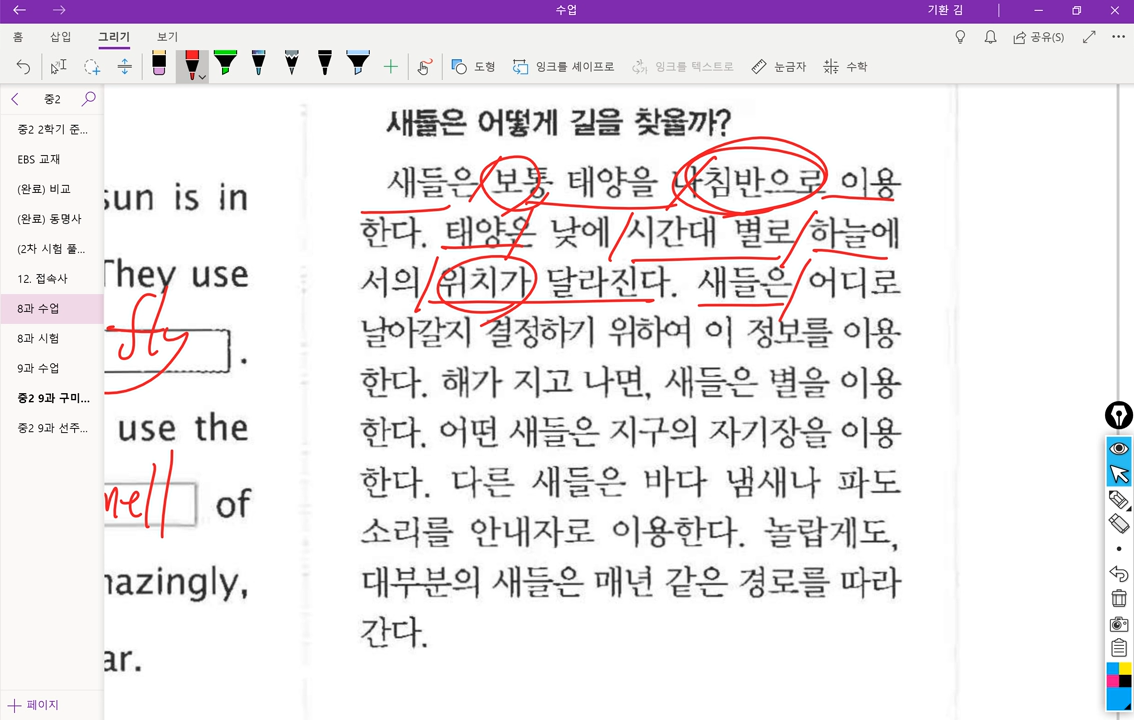 수업
기환 김
홈 삽입 그리기 보기
공유(S)
도형 잉크를 셰이프로 잉크를 텍스트로 눈금자 수학
중2
중2 2학기 준...
EBS 교재
(완료) 비교
(완료) 동명사
(2차 시험 풀...
12. 접속사
8과 수업
8과 시험
9과 수업
중2 9과 구미...
중2 9과 선주...
페이지
sun is in
They use
fly .
use the
mell of
mazingly,
ar.
새들은 어떻게 길을 찾을까?
새들은 보통 태양을 나침반으로 이용
한다. 태양은 낮에 시간대 별로 하늘에
서의 위치가 달라진다. 새들은 어디로
날아갈지 결정하기 위하여 이 정보를 이용
한다. 해가 지고 나면, 새들은 별을 이용
한다. 어떤 새들은 지구의 자기장을 이용
한다. 다른 새들은 바다 냄새나 파도
소리를 안내자로 이용한다. 놀랍게도,
대부분의 새들은 매년 같은 경로를 따라
간다.